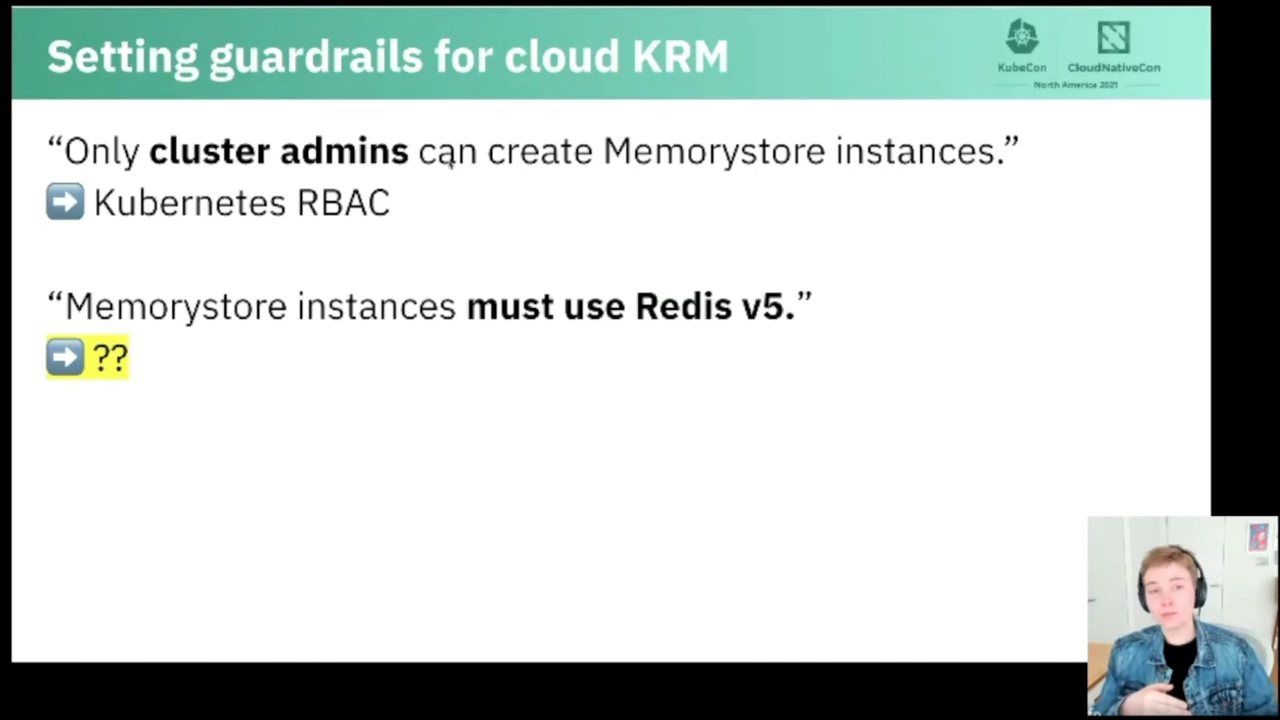 Setting guardrails for cloud KRM
KubeCon
CloudNativeCon
North America 2021
“Only cluster admins can create Memorystore instances.”
➡️ Kubernetes RBAC
“Memorystore instances must use Redis v5.”
➡️ ??